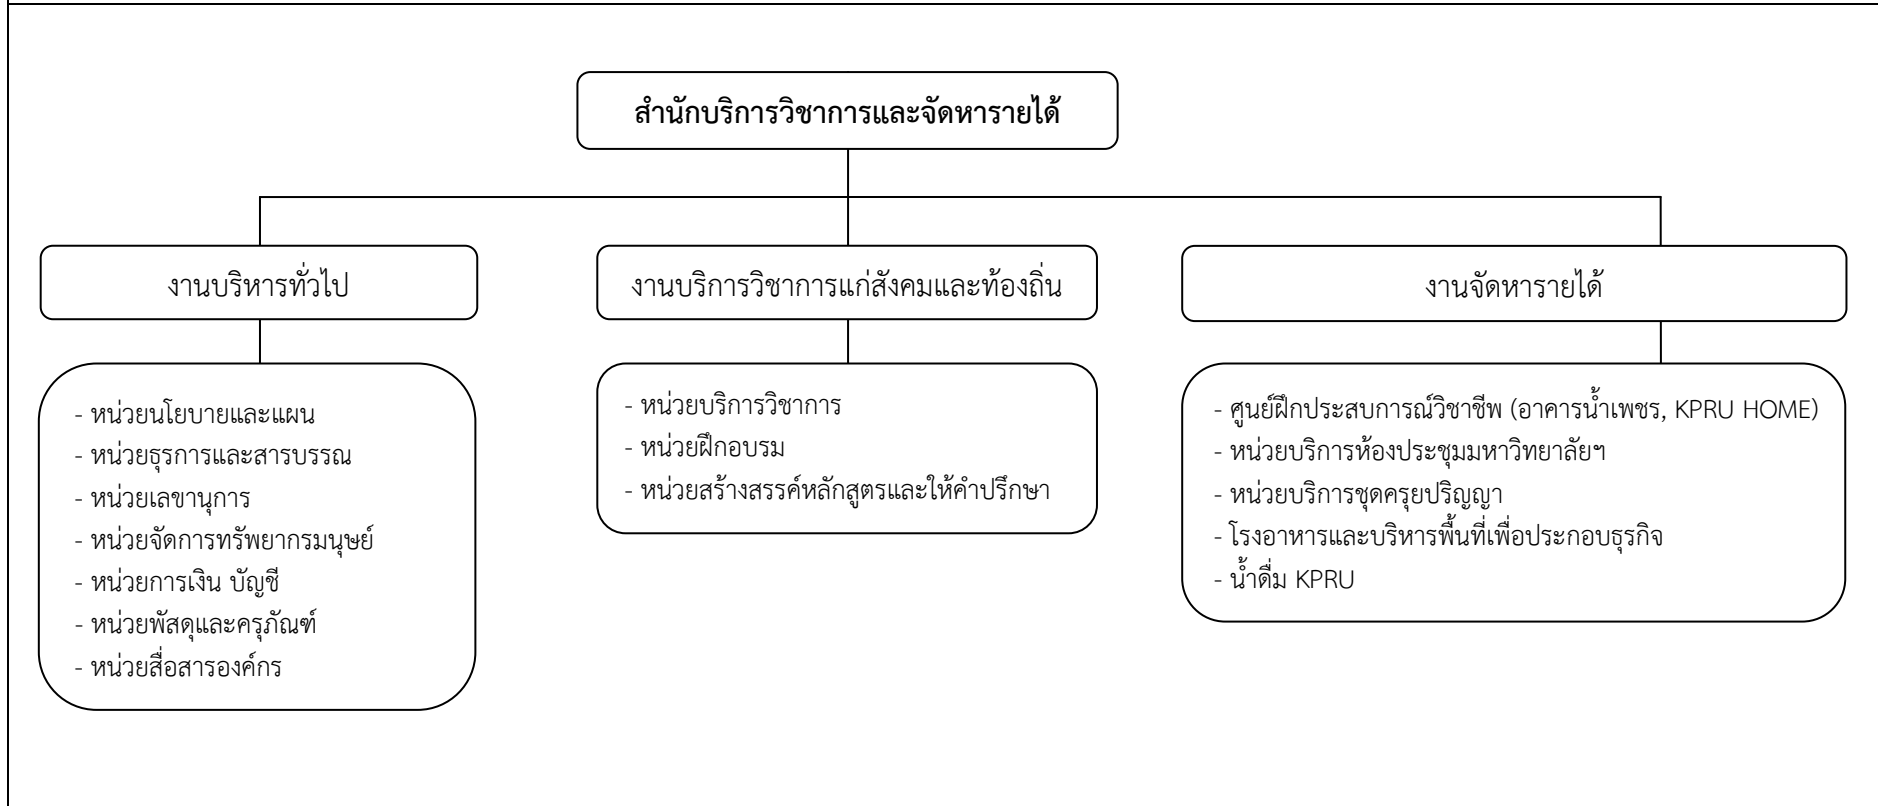 สำนักบริการวิชาการและจัดหารายได้
งานบริหารทั่วไป
- หน่วยนโยบายและแผน
- หน่วยธุรการและสารบรรณ
- หน่วยเลขานุการ
- หน่วยจัดการทรัพยากรมนุษย์
- หน่วยการเงิน บัญชี
- หน่วยพัสดุและครุภัณฑ์
- หน่วยสื่อสารองค์กร
งานบริการวิชาการแก่สังคมและท้องถิ่น
- หน่วยบริการวิชาการ
- หน่วยฝึกอบรม
- หน่วยสร้างสรรค์หลักสูตรและให้คำปรึกษา
งานจัดหารายได้
- ศูนย์ฝึกประสบการณ์วิชาชีพ (อาคารน้ำเพชร, KPRU HOME)
- หน่วยบริการห้องประชุมมหาวิทยาลัยฯ
- หน่วยบริการชุดครุยปริญญา
- โรงอาหารและบริหารพื้นที่เพื่อประกอบธุรกิจ
- น้ำดื่ม KPRU